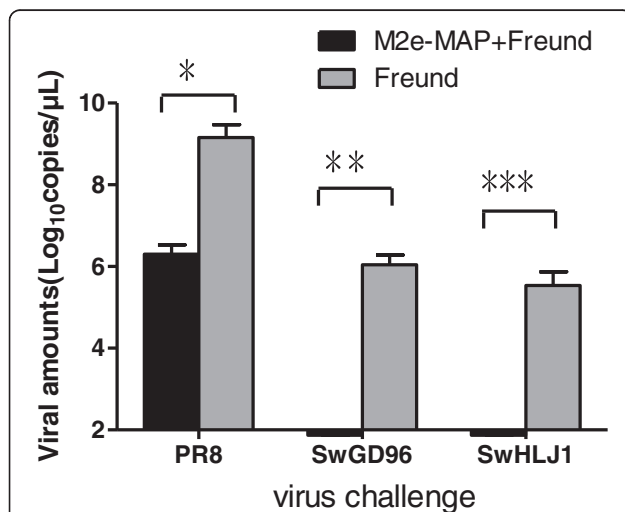 M2e-MAP+Freund
Freund
Viral amounts(Log₁₀copies/μL)
10
8
6
4
2
*
**
***
PR8
SwGD96
SwHLJ1
virus challenge